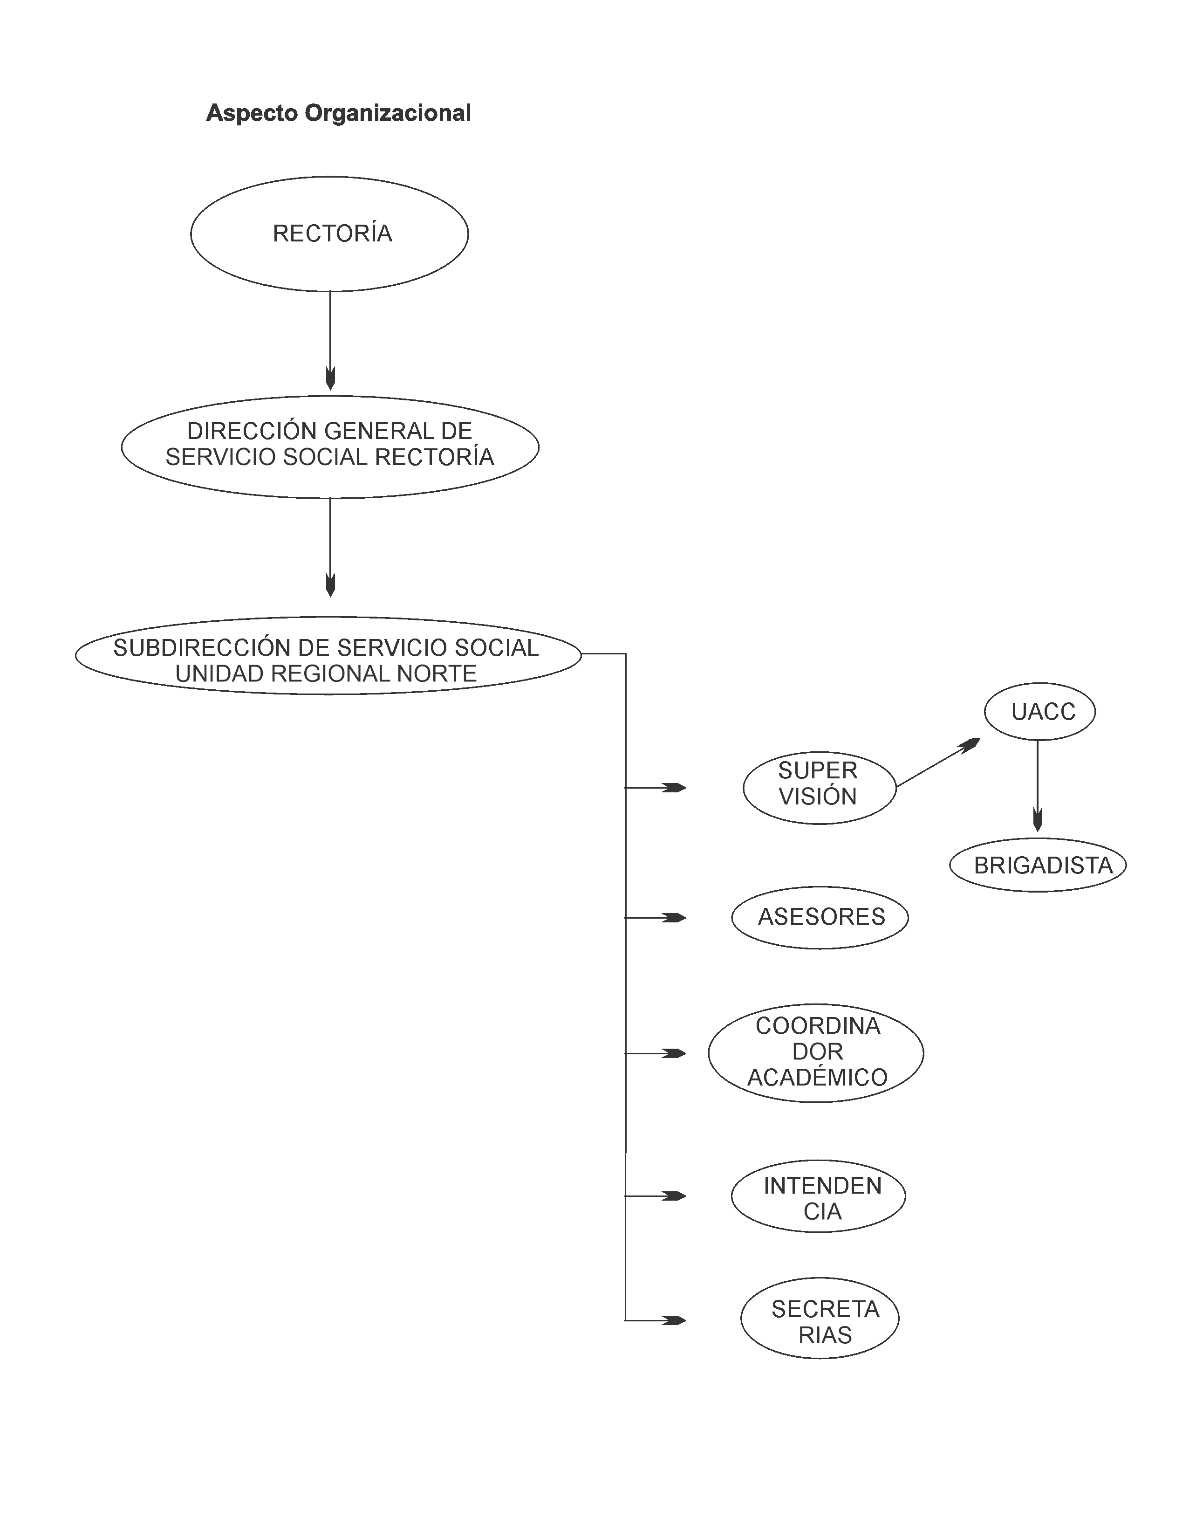 Aspecto Organizacional
RECTORÍA
DIRECCIÓN GENERAL DE
SERVICIO SOCIAL RECTORÍA
SUBDIRECCIÓN DE SERVICIO SOCIAL
UNIDAD REGIONAL NORTE
SUPER
VISIÓN
UACC
BRIGADISTA
ASESORES
COORDINA
DOR
ACADÉMICO
INTENDEN
CIA
SECRETA
RIAS